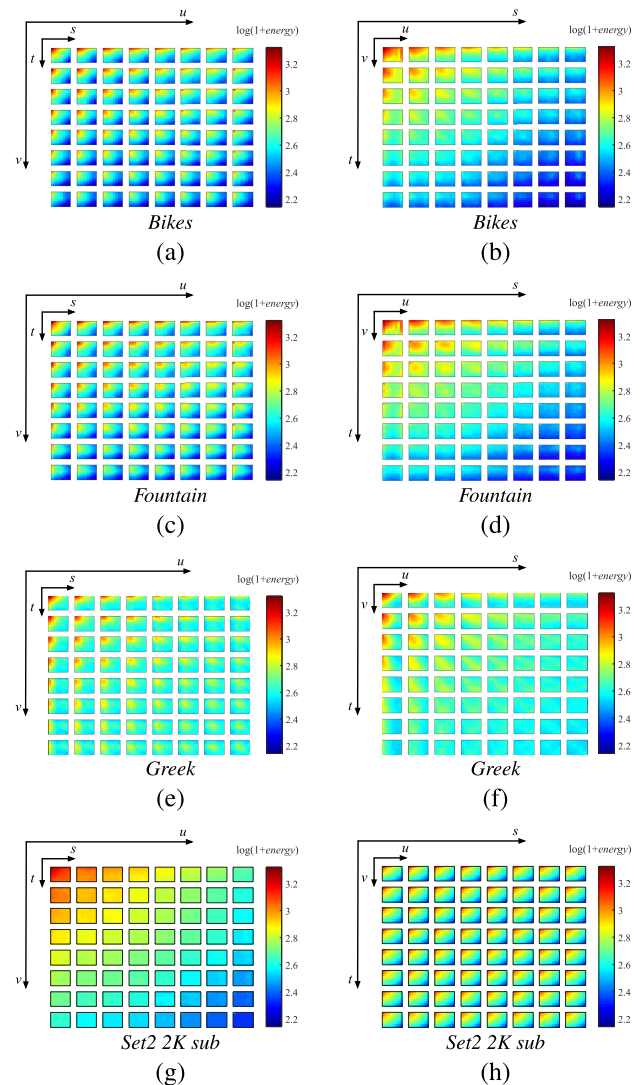 u
s
t
v
log(1+energy)
3.2
3
2.8
2.6
2.4
2.2
Bikes
(a)
s
u
v
t
log(1+energy)
3.2
3
2.8
2.6
2.4
2.2
Bikes
(b)
u
s
t
v
log(1+energy)
3.2
3
2.8
2.6
2.4
2.2
Fountain
(c)
s
u
v
t
log(1+energy)
3.2
3
2.8
2.6
2.4
2.2
Fountain
(d)
u
s
t
v
log(1+energy)
3.2
3
2.8
2.6
2.4
2.2
Greek
(e)
s
u
v
t
log(1+energy)
3.2
3
2.8
2.6
2.4
2.2
Greek
(f)
u
s
t
v
log(1+energy)
3.2
3
2.8
2.6
2.4
2.2
Set2 2K sub
(g)
s
u
v
t
log(1+energy)
3.2
3
2.8
2.6
2.4
2.2
Set2 2K sub
(h)